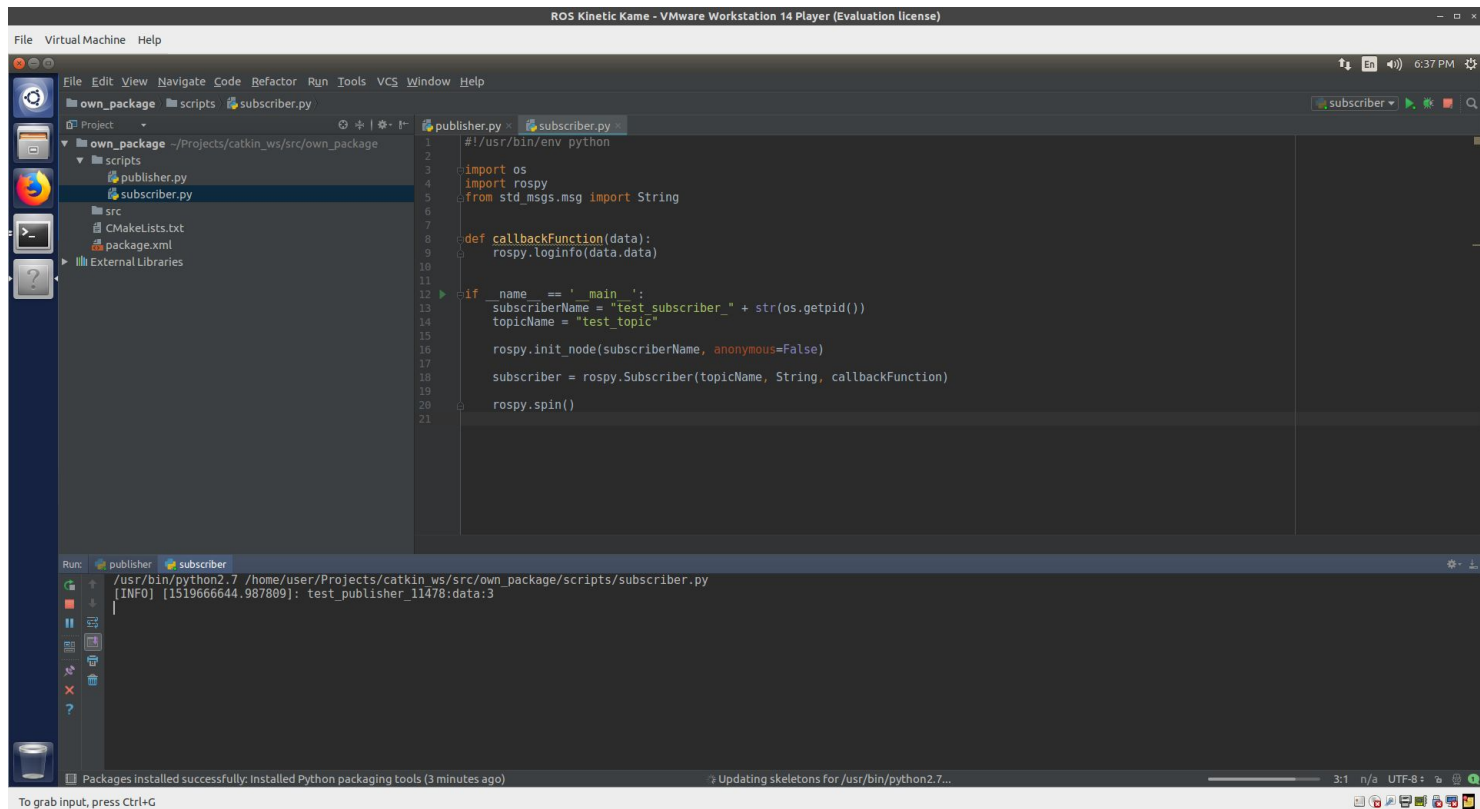 ROS Kinetic Kame - VMware Workstation 14 Player (Evaluation license)
File Virtual Machine Help
En 6:37 PM
File Edit View Navigate Code Refactor Run Tools VCS Window Help
own_package scripts subscriber.py subscriber
Project publisher.py subscriber.py
own_package ~/Projects/catkin_ws/src/own_package
scripts
publisher.py
subscriber.py
src
CMakeLists.txt
package.xml
External Libraries
1 #!/usr/bin/env python
2
3 import os
4 import rospy
5 from std_msgs.msg import String
6
7
8 def callbackFunction(data):
9 rospy.loginfo(data.data)
10
11
12 if __name__ == '__main__':
13 subscriberName = "test_subscriber_" + str(os.getpid())
14 topicName = "test_topic"
15
16 rospy.init_node(subscriberName, anonymous=False)
17
18 subscriber = rospy.Subscriber(topicName, String, callbackFunction)
19
20 rospy.spin()
21
Run: publisher subscriber
/usr/bin/python2.7 /home/user/Projects/catkin_ws/src/own_package/scripts/subscriber.py
[INFO] [1519666644.987809]: test_publisher_11478:data:3
Packages installed successfully: Installed Python packaging tools (3 minutes ago) Updating skeletons for /usr/bin/python2.7... 3:1 n/a UTF-8 1
To grab input, press Ctrl+G